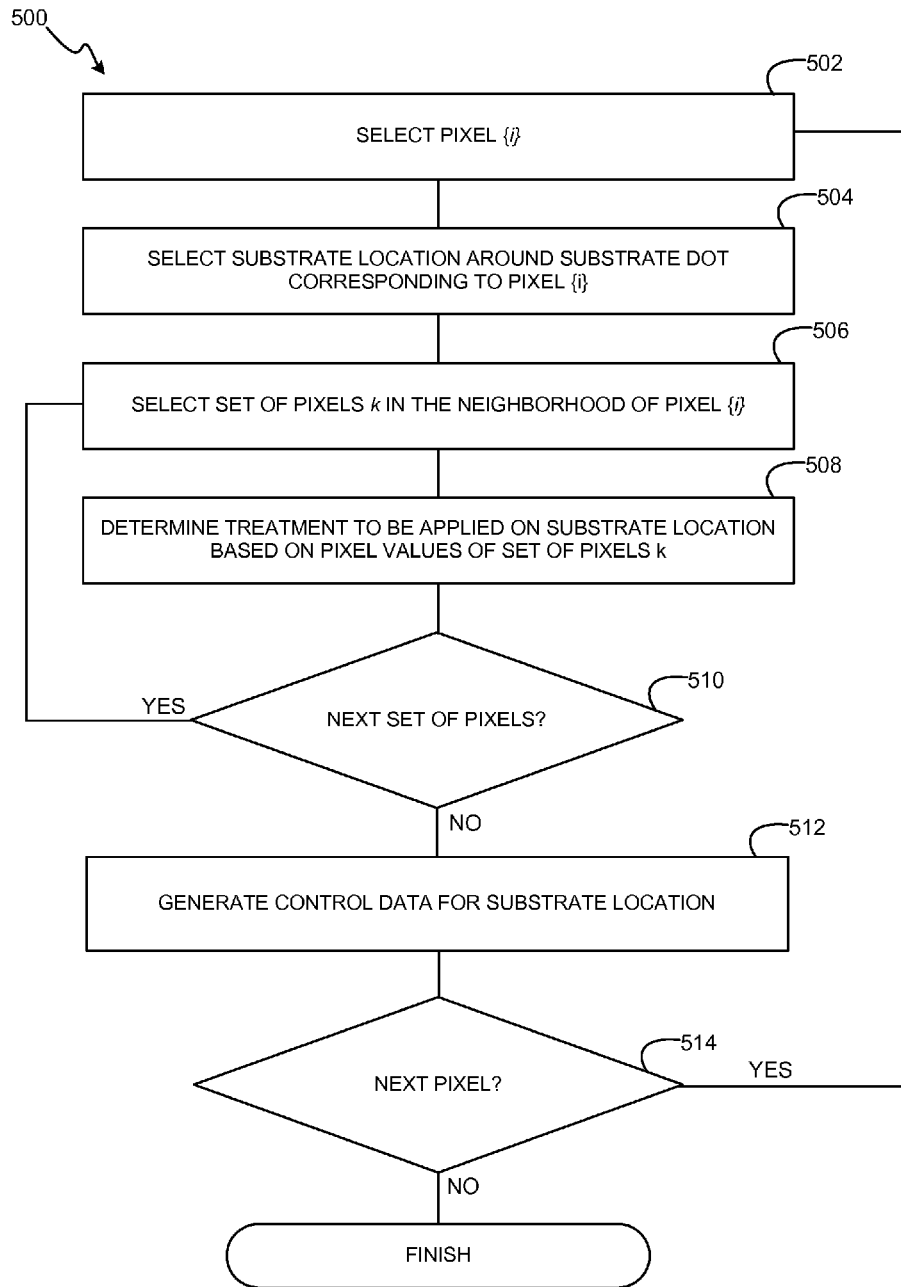 500
502
SELECT PIXEL {i}
504
SELECT SUBSTRATE LOCATION AROUND SUBSTRATE DOT
CORRESPONDING TO PIXEL {i}
506
SELECT SET OF PIXELS k IN THE NEIGHBORHOOD OF PIXEL {i}
508
DETERMINE TREATMENT TO BE APPLIED ON SUBSTRATE LOCATION
BASED ON PIXEL VALUES OF SET OF PIXELS k
510
YES
NEXT SET OF PIXELS?
NO
512
GENERATE CONTROL DATA FOR SUBSTRATE LOCATION
514
YES
NEXT PIXEL?
NO
FINISH